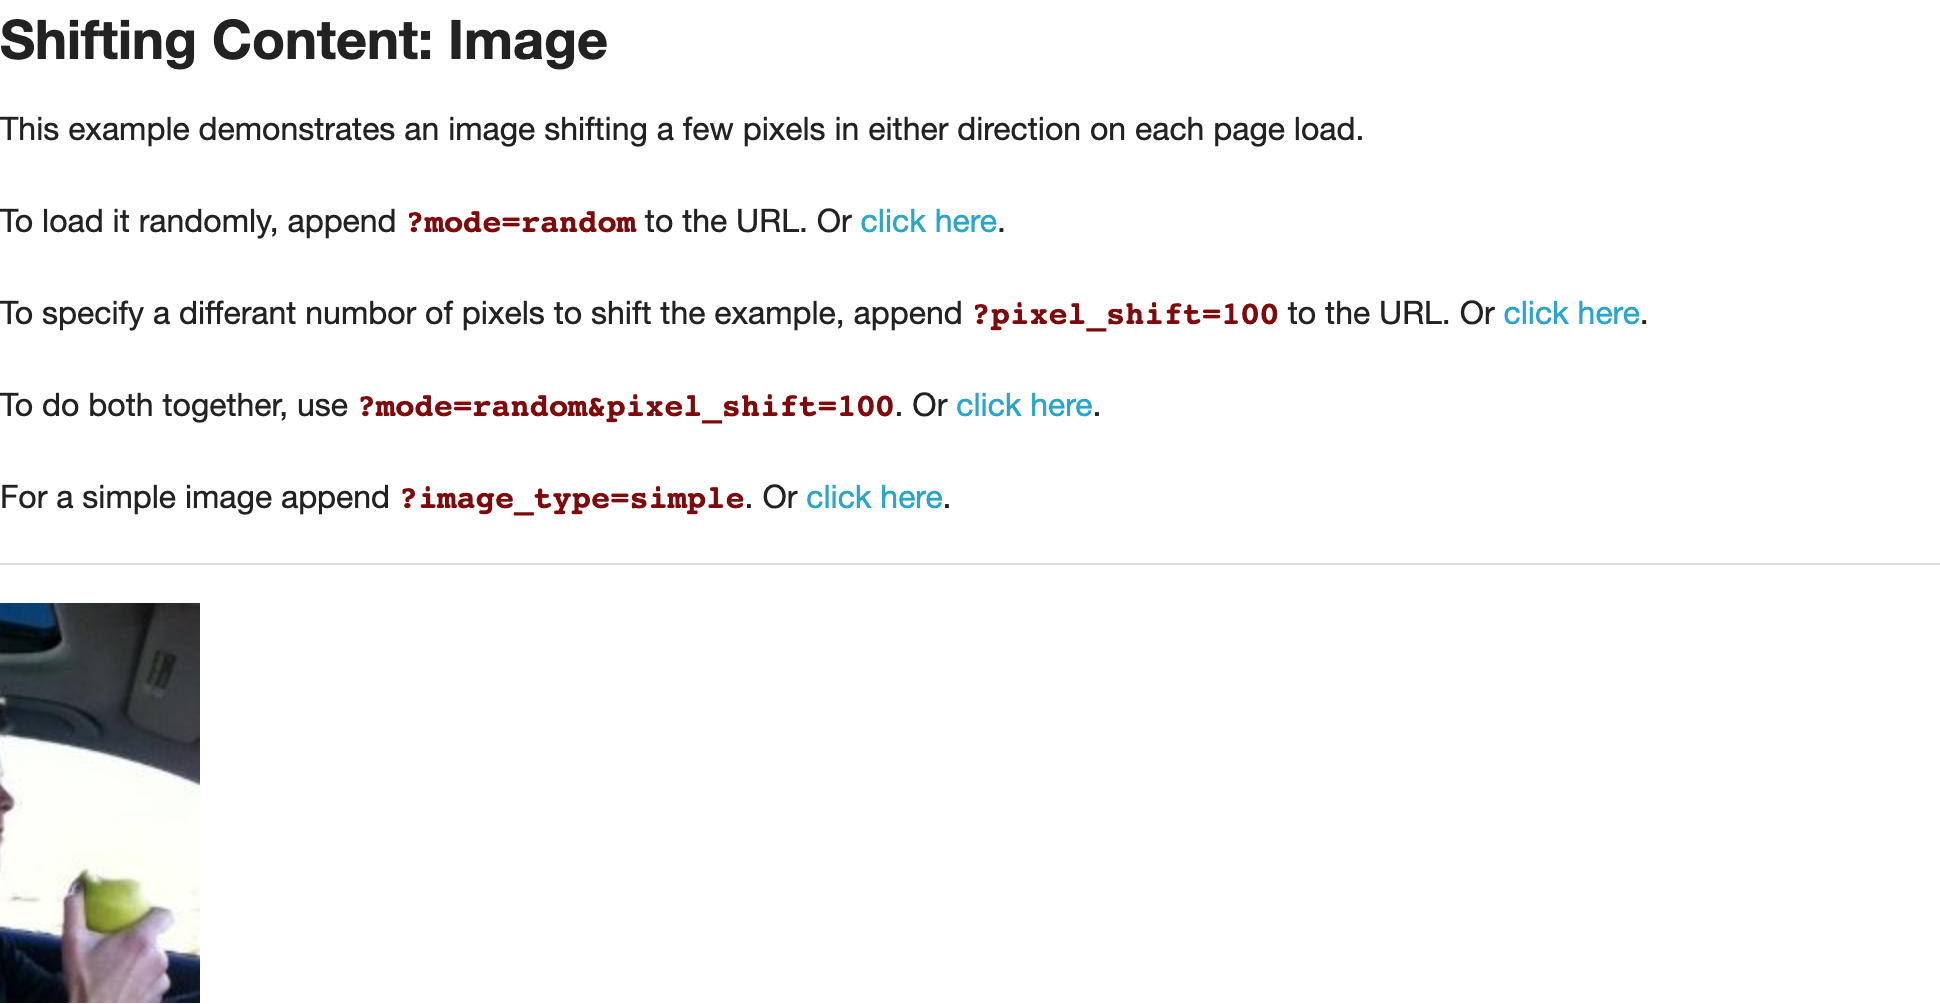 Shifting Content: Image
This example demonstrates an image shifting a few pixels in either direction on each page load.
To load it randomly, append ?mode=random to the URL. Or click here.
To specify a differant numbor of pixels to shift the example, append ?pixel_shift=100 to the URL. Or click here.
To do both together, use ?mode=random&pixel_shift=100. Or click here.
For a simple image append ?image_type=simple. Or click here.